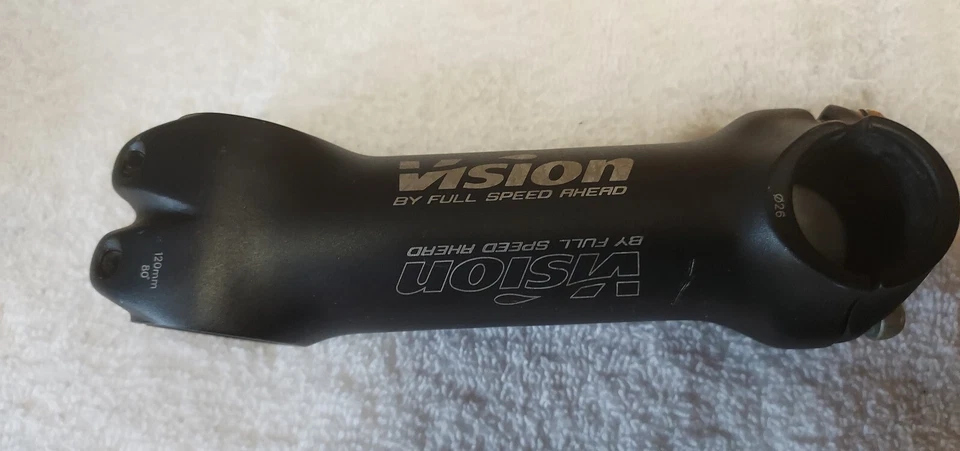 Vision
BY FULL SPEED AHEAD
BY FULL SPEED AHEAD
Vision
120mm
80°
Ø26